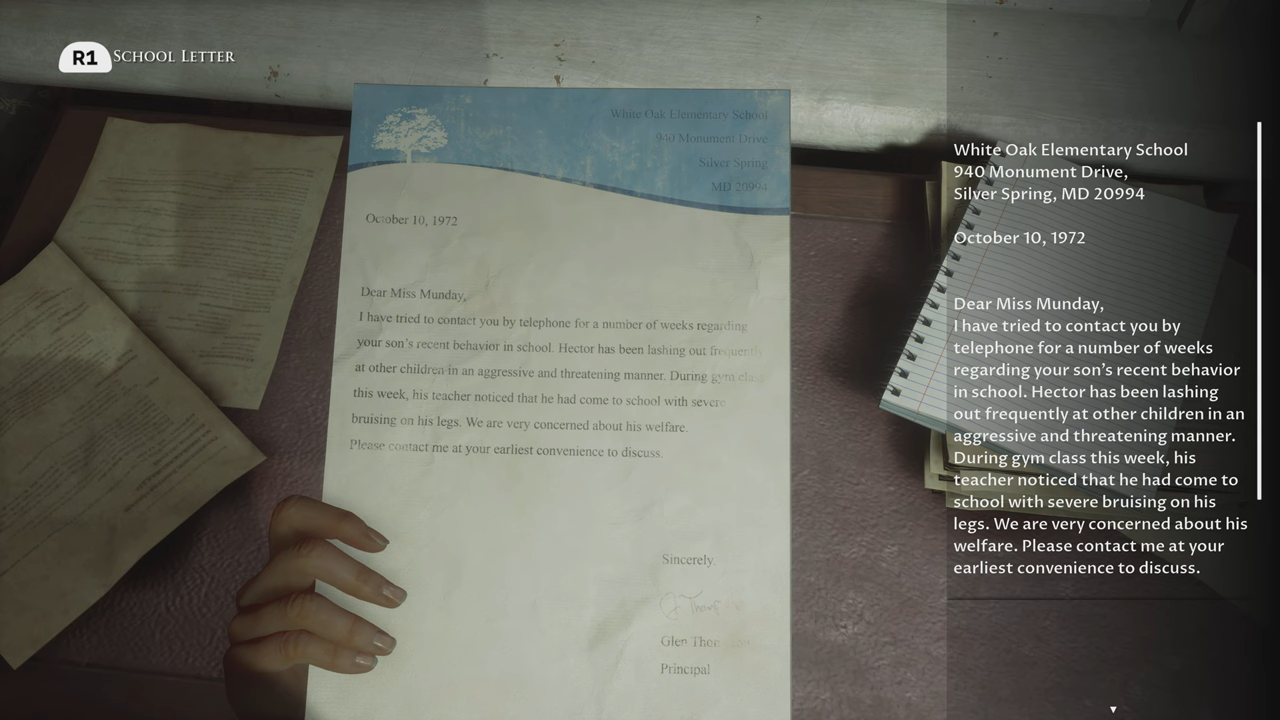 R1 School Letter
White Oak Elementary School
940 Monument Drive
Silver Spring
MD 20994
October 10, 1972
Dear Miss Munday,
I have tried to contact you by telephone for a number of weeks regarding
your son's recent behavior in school. Hector has been lashing out frequently
at other children in an aggressive and threatening manner. During gym class
this week, his teacher noticed that he had come to school with severe
bruising on his legs. We are very concerned about his welfare.
Please contact me at your earliest convenience to discuss.
Sincerely,
Glen
Principal
White Oak Elementary School
940 Monument Drive,
Silver Spring, MD 20994
October 10, 1972
Dear Miss Munday,
I have tried to contact you by
telephone for a number of weeks
regarding your son's recent behavior
in school. Hector has been lashing
out frequently at other children in an
aggressive and threatening manner.
During gym class this week, his
teacher noticed that he had come to
school with severe bruising on his
legs. We are very concerned about his
welfare. Please contact me at your
earliest convenience to discuss.